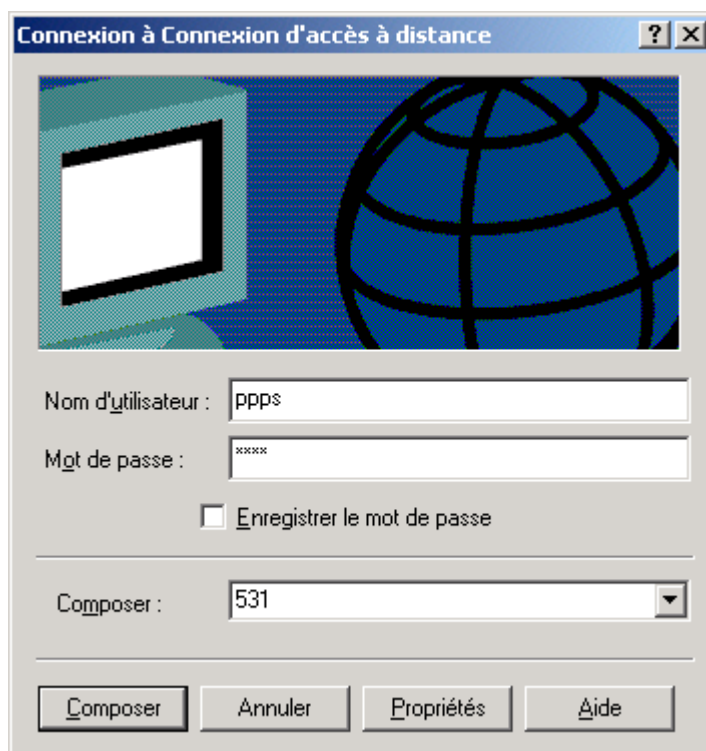 Connexion à Connexion d'accès à distance
Nom d'utilisateur : ppps
Mot de passe : ****
Enregistrer le mot de passe
Composer : 531
Composer Annuler Propriétés Aide